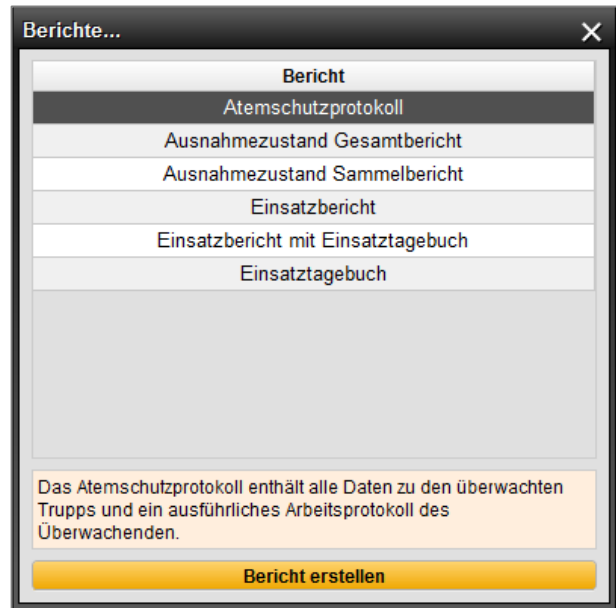 Berichte...
Bericht
Atemschutzprotokoll
Ausnahmezustand Gesamtbericht
Ausnahmezustand Sammelbericht
Einsatzbericht
Einsatzbericht mit Einsatztagebuch
Einsatztagebuch
Das Atemschutzprotokoll enthält alle Daten zu den überwachten
Trupps und ein ausführliches Arbeitsprotokoll des
Überwachenden.
Bericht erstellen